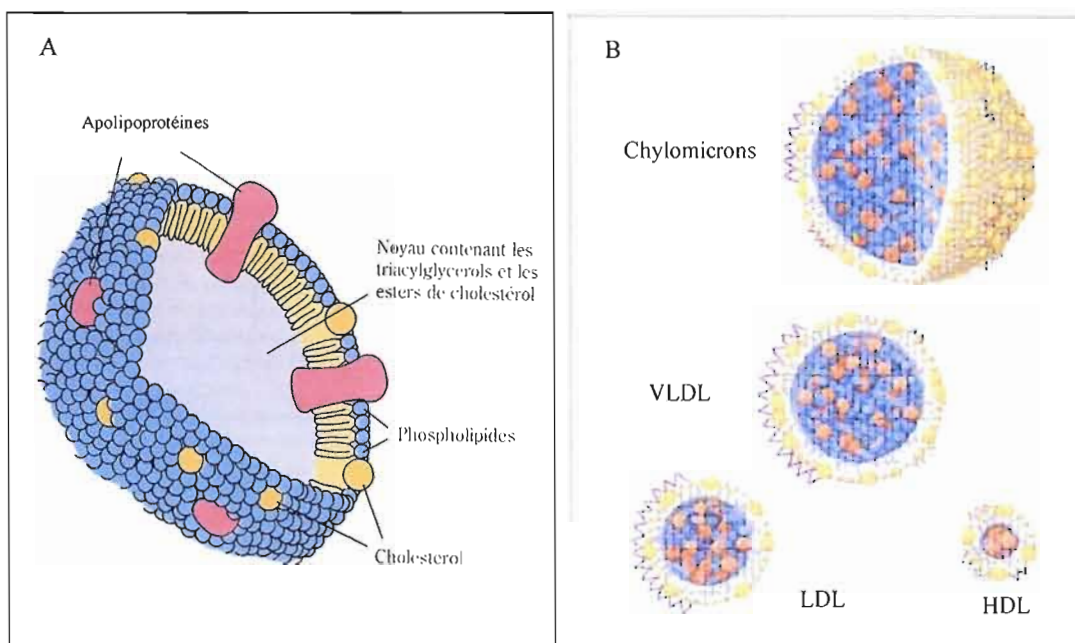 A
Apolipoprotéines
Noyau contenant les
triacylglycerols et les
esters de cholestérol
Phospholipides
Cholesterol
B
Chylomicrons
VLDL
LDL
HDL